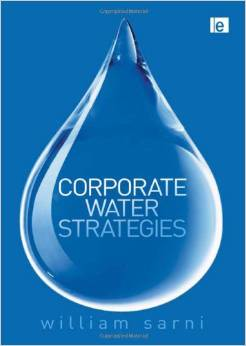 e
CORPORATE
WATER
STRATEGIES
william sarni